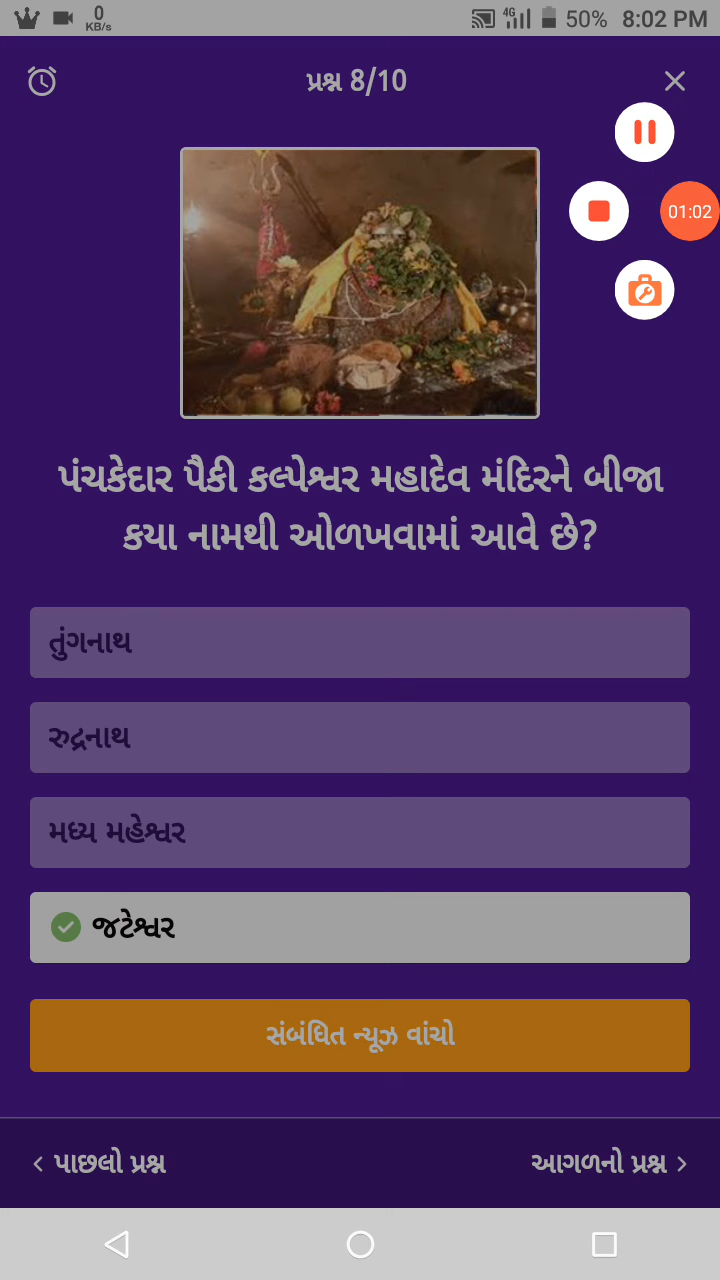 0
KB/s
4G
50%
8:02 PM
પ્રશ્ન 8/10
01:02
પંચકેદાર પૈકી કલ્પેશ્વર મહાદેવ મંદિરને બીજા
કયા નામથી ઓળખવામાં આવે છે?
તુંગનાથ
રુદ્રનાથ
મધ્ય મહેશ્વર
જટેશ્વર
સંબંધિત ન્યૂઝ વાંચો
પાછલો પ્રશ્ન
આગળનો પ્રશ્ન